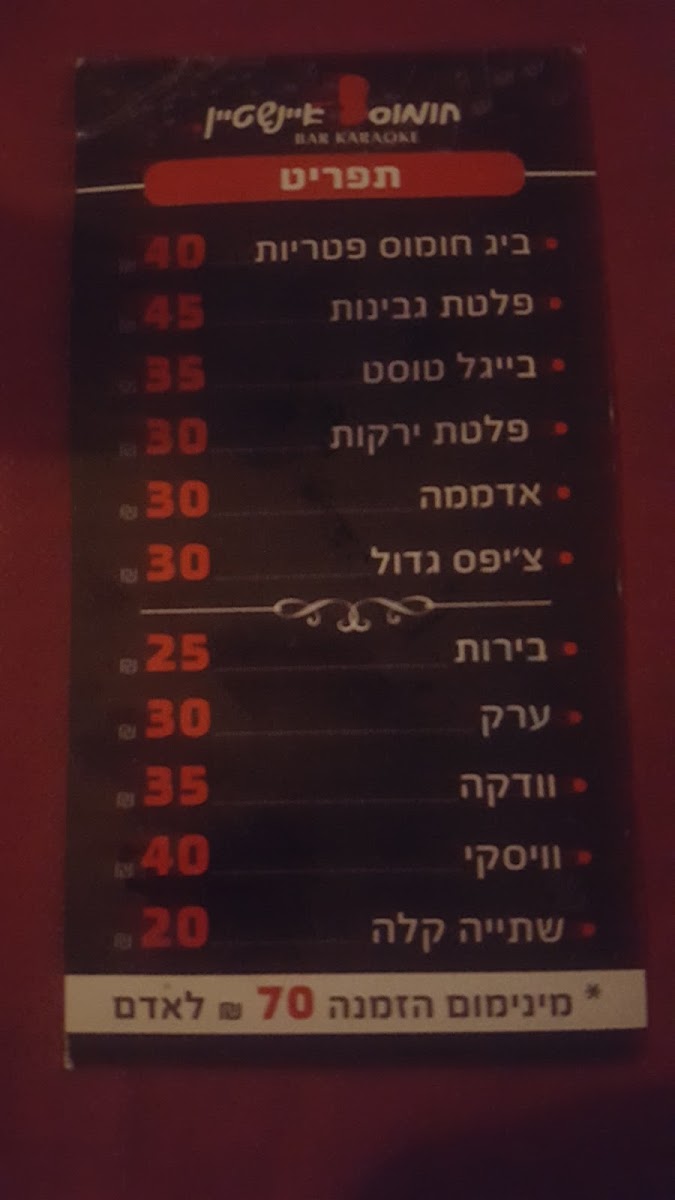 חומוס איינשטיין
BAR KARAOKE
תפריט
• ביג חומוס פטריות 40 ₪
• פלטת גבינות 45 ₪
• בייגל טוסט 35 ₪
• פלטת ירקות 30 ₪
• אדממה 30 ₪
• צ׳יפס גדול 30 ₪
• בירות 25 ₪
• ערק 30 ₪
• וודקה 35 ₪
• וויסקי 40 ₪
• שתייה קלה 20 ₪
* מינימום הזמנה 70 ₪ לאדם